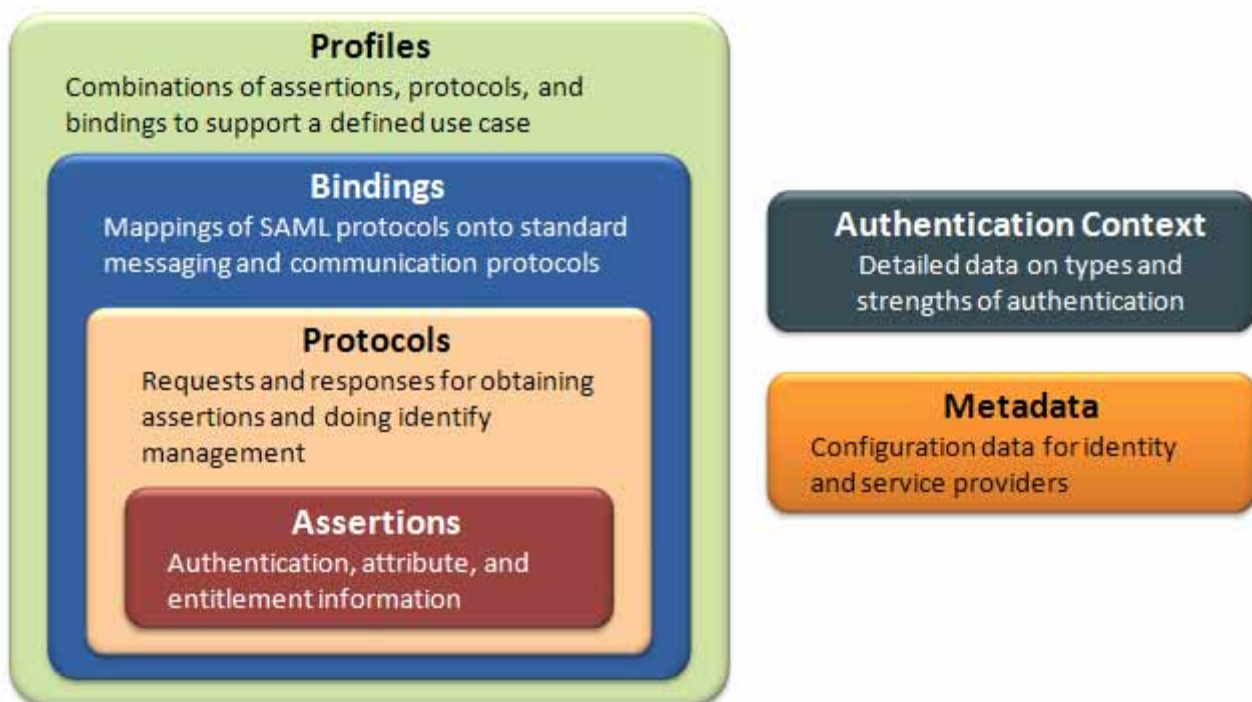 Profiles
Combinations of assertions, protocols, and
bindings to support a defined use case
Bindings
Mappings of SAML protocols onto standard
messaging and communication protocols
Protocols
Requests and responses for obtaining
assertions and doing identify
management
Assertions
Authentication, attribute, and
entitlement information
Authentication Context
Detailed data on types and
strengths of authentication
Metadata
Configuration data for identity
and service providers